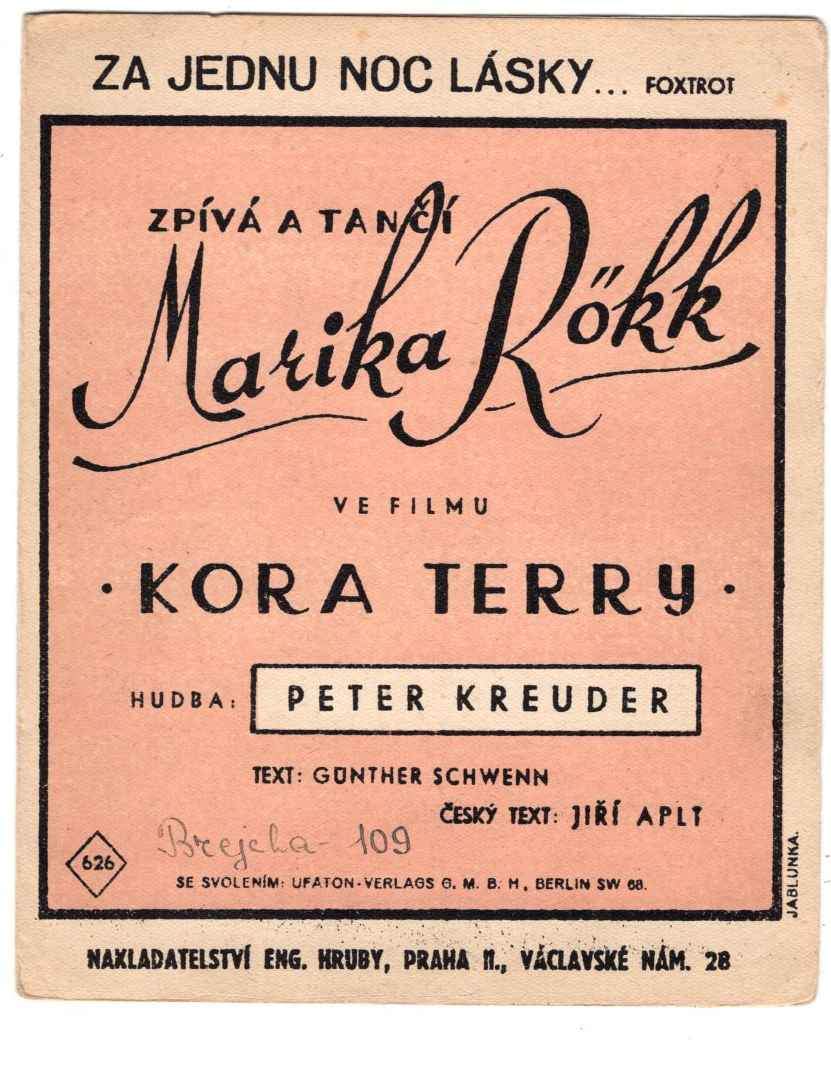 ZA JEDNU NOC LÁSKY... FOXTROT
ZPÍVÁ A TANČÍ
Marika Rökk
VE FILMU
· KORA TERRY ·
HUDBA: PETER KREUDER
TEXT: GÜNTHER SCHWENN
ČESKÝ TEXT: JIŘÍ APLT
Brejcha - 109
626
SE SVOLENÍM: UFATON-VERLAGS G. M. B. H., BERLIN SW 68.
JABLUNKA.
NAKLADATELSTVÍ ENG. HRUBY, PRAHA II., VÁCLAVSKÉ NÁM. 28